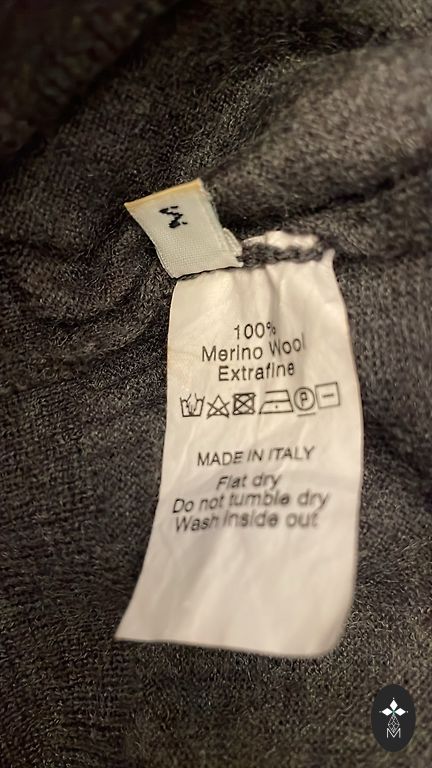 M
100%
Merino Wool
Extrafine
P
MADE IN ITALY
Flat dry
Do not tumble dry
Wash inside out
M